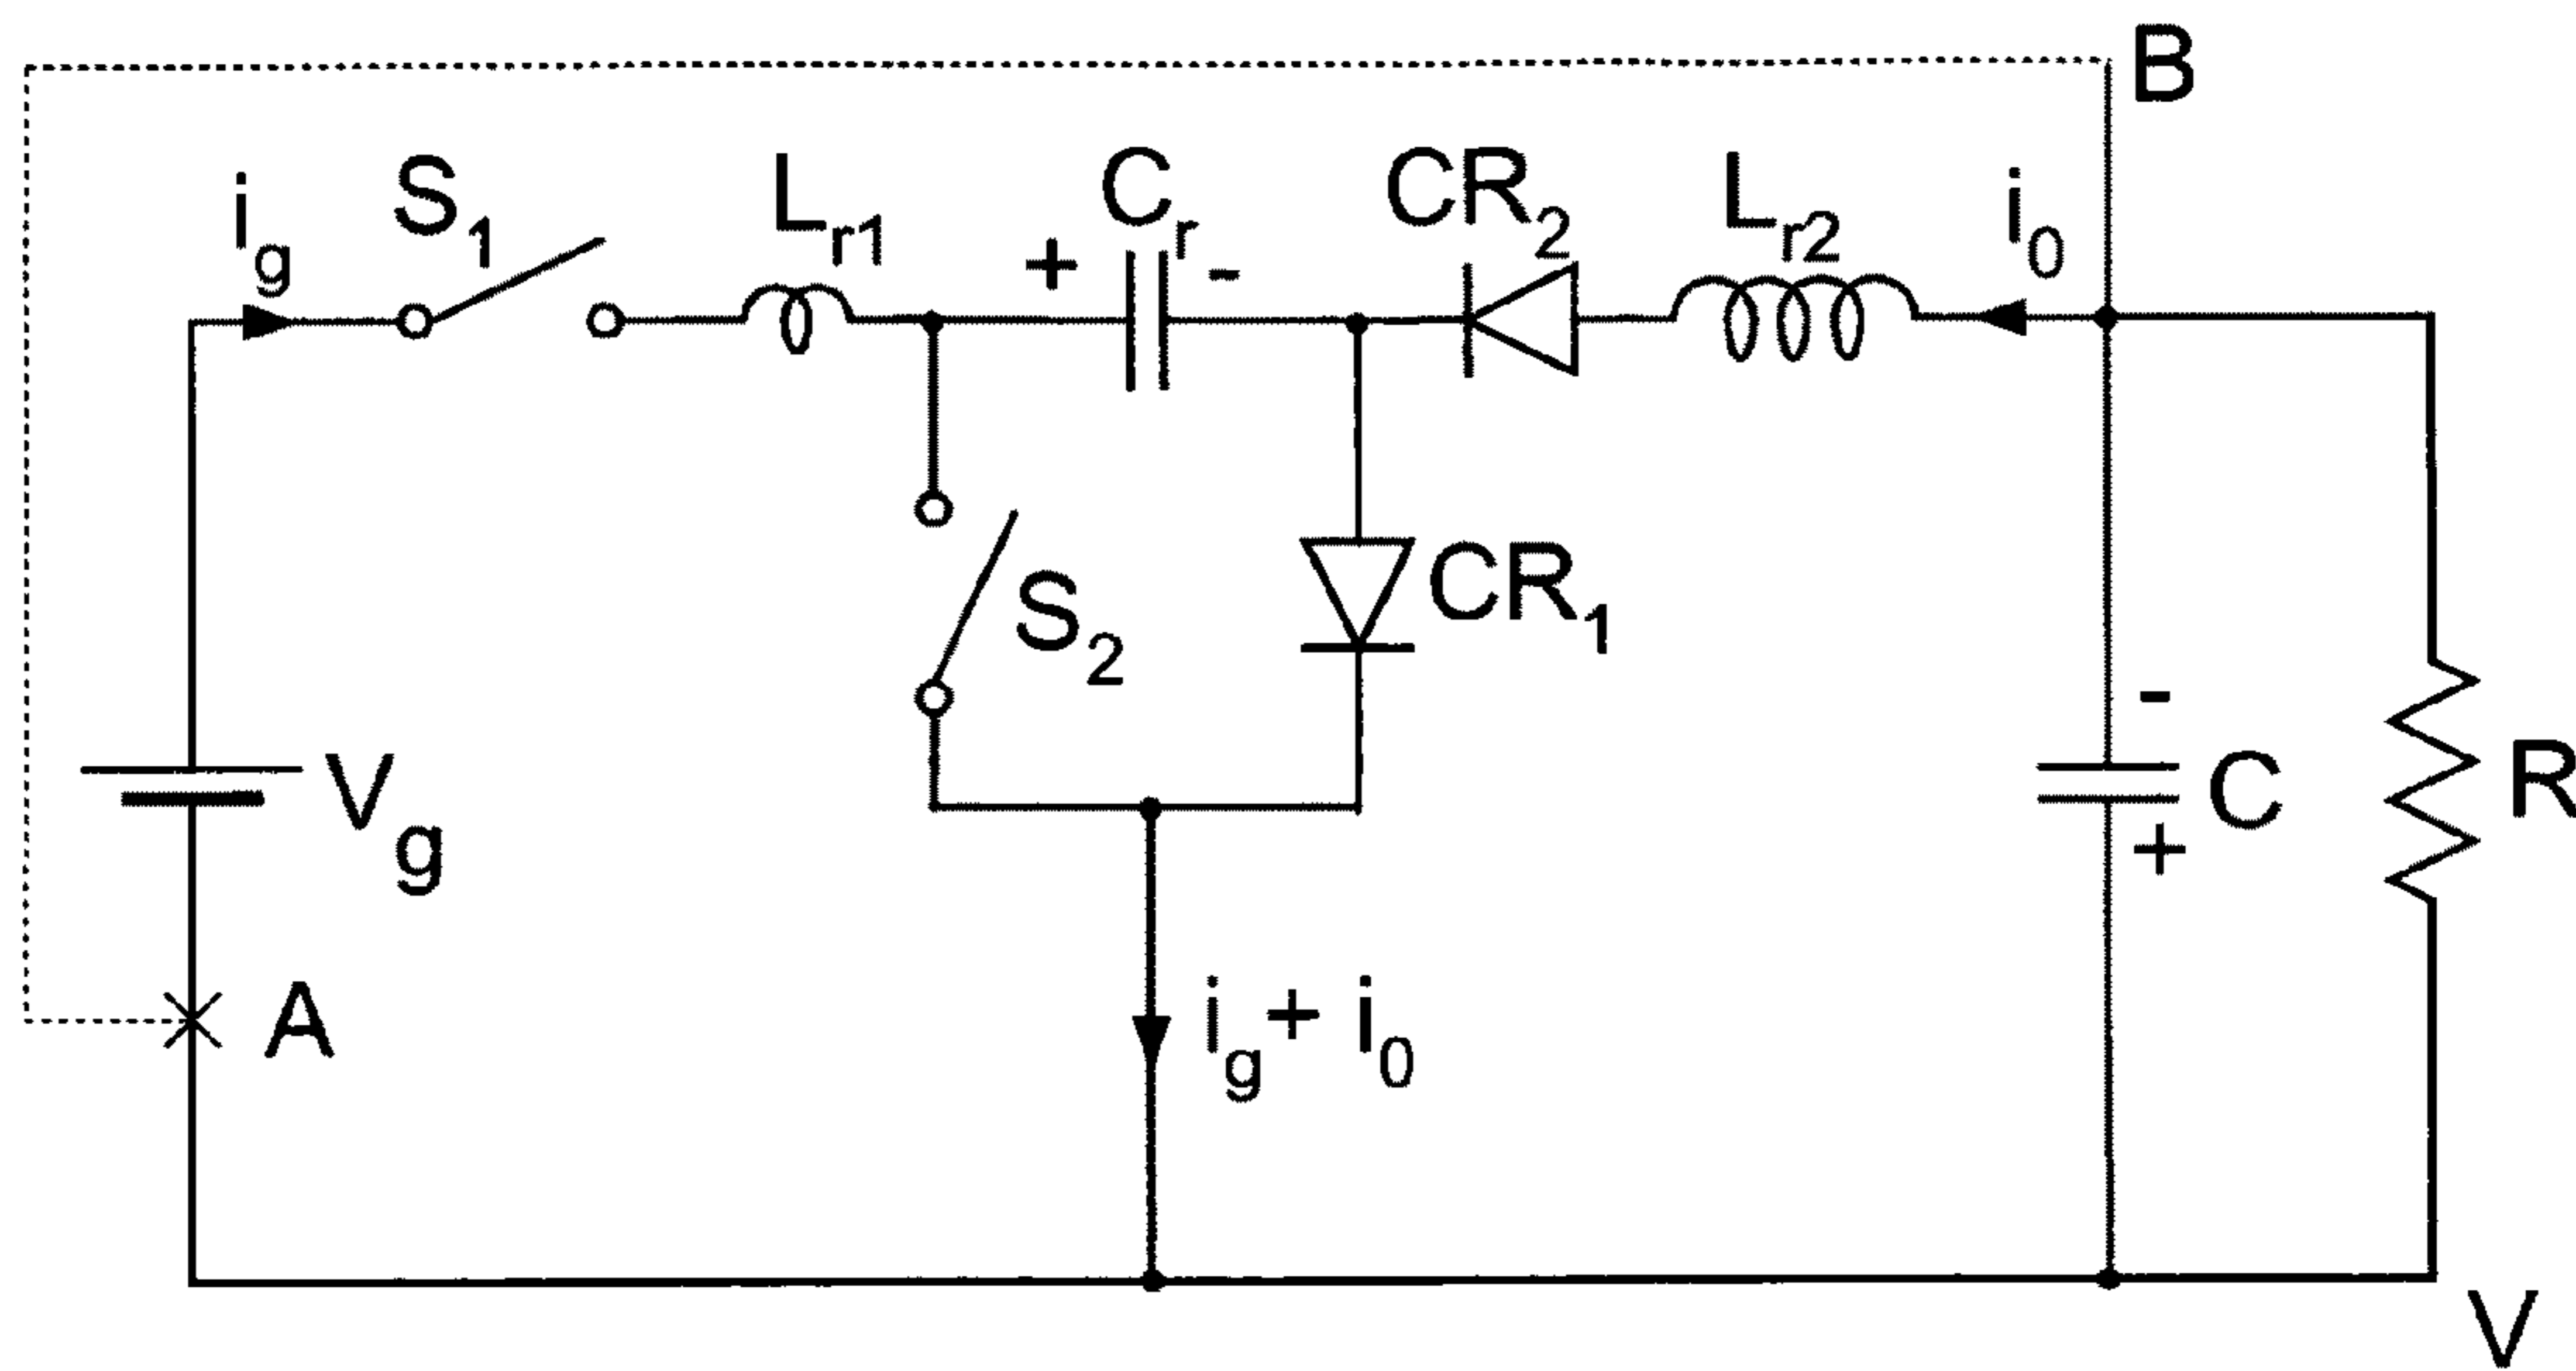 B
i_g
S_1
L_r1
+ C_r -
CR_2
L_r2
i_0
S_2
CR_1
V_g
-
C
+
R
A
i_g + i_0
V